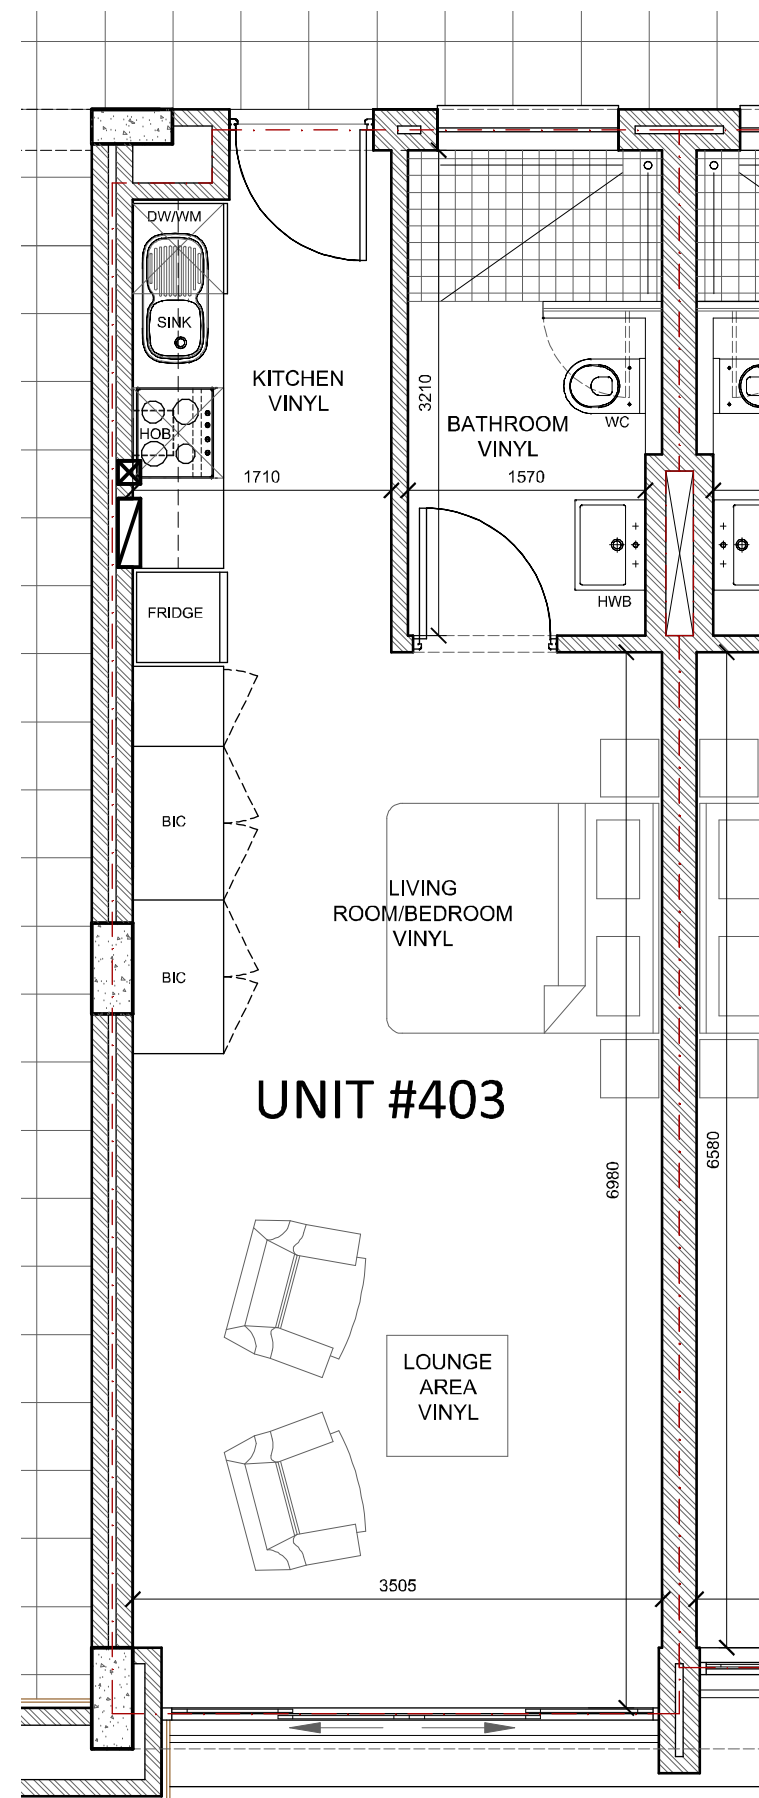 DW/WM
SINK
KITCHEN
VINYL
3210
BATHROOM
VINYL
WC
HOB
1710
1570
HWB
FRIDGE
BIC
LIVING
ROOM/BEDROOM
VINYL
BIC
UNIT #403
6980
6580
LOUNGE
AREA
VINYL
3505